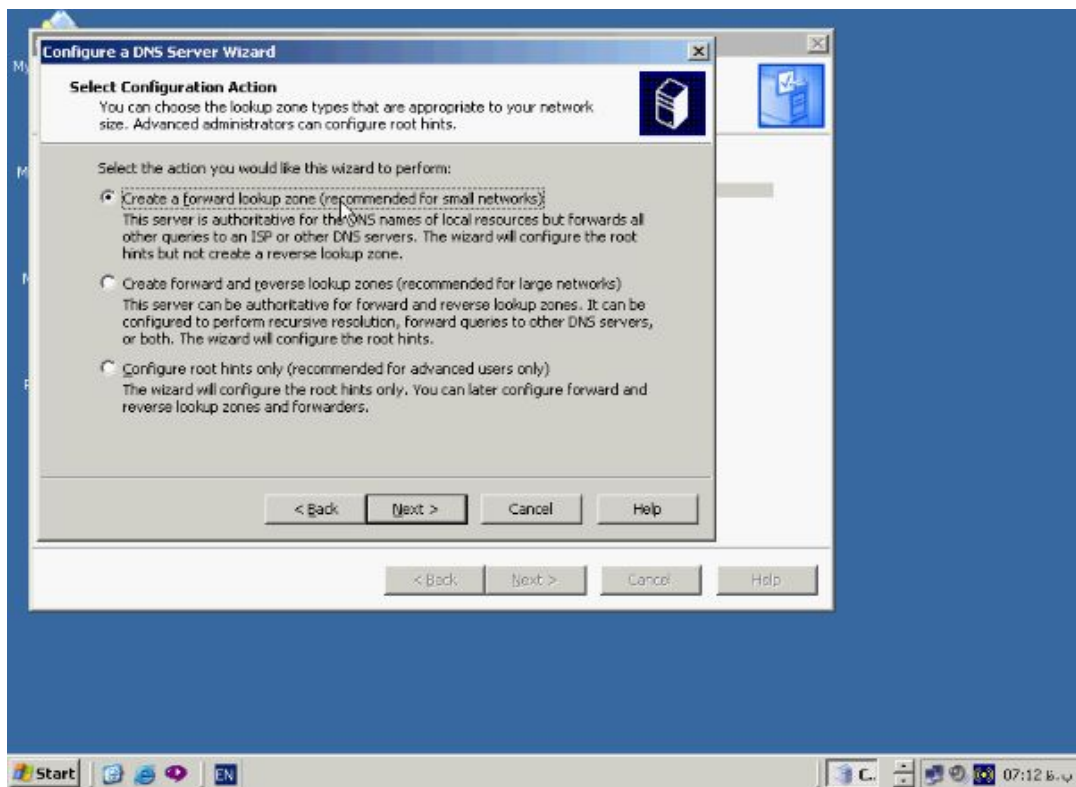 Configure a DNS Server Wizard
Select Configuration Action
You can choose the lookup zone types that are appropriate to your network
size. Advanced administrators can configure root hints.
Select the action you would like this wizard to perform:
Create a forward lookup zone (recommended for small networks)
This server is authoritative for the DNS names of local resources but forwards all
other queries to an ISP or other DNS servers. The wizard will configure the root
hints but not create a reverse lookup zone.
Create forward and reverse lookup zones (recommended for large networks)
This server can be authoritative for forward and reverse lookup zones. It can be
configured to perform recursive resolution, forward queries to other DNS servers,
or both. The wizard will configure the root hints.
Configure root hints only (recommended for advanced users only)
The wizard will configure the root hints only. You can later configure forward and
reverse lookup zones and forwarders.
< Back Next > Cancel Help
< Back Next > Cancel Help
Start EN C.. 07:12 ب.ظ